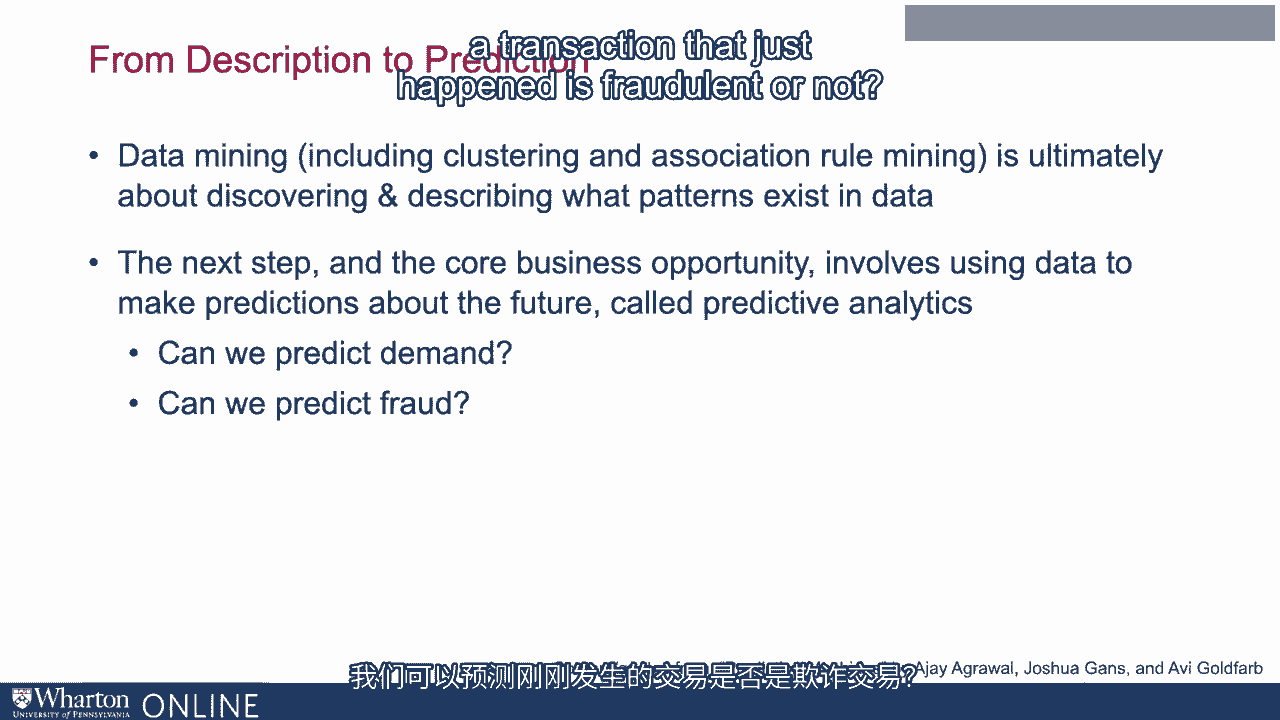 From Description to Prediction
a transaction that just
happened is fraudulent or not?
• Data mining (including clustering and association rule mining) is ultimately
about discovering & describing what patterns exist in data
• The next step, and the core business opportunity, involves using data to
make predictions about the future, called predictive analytics
• Can we predict demand?
• Can we predict fraud?
Ajay Agrawal, Joshua Gans, and Avi Goldfarb
我们可以预测刚刚发生的交易是否是欺诈交易?
Wharton
UNIVERSITY of PENNSYLVANIA
ONLINE